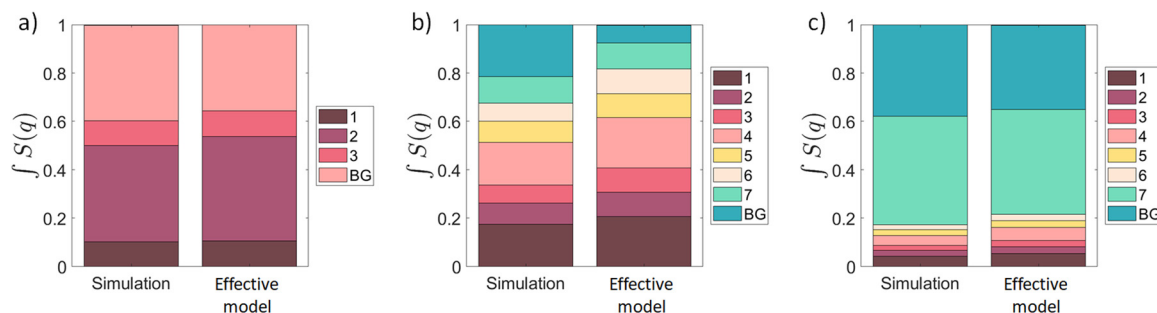 a)
1
0.8
0.6
0.4
0.2
0
∫ S(q)
Simulation
Effective
model
1
2
3
BG
b)
1
0.8
0.6
0.4
0.2
0
∫ S(q)
Simulation
Effective
model
1
2
3
4
5
6
7
BG
c)
1
0.8
0.6
0.4
0.2
0
∫ S(q)
Simulation
Effective
model
1
2
3
4
5
6
7
BG